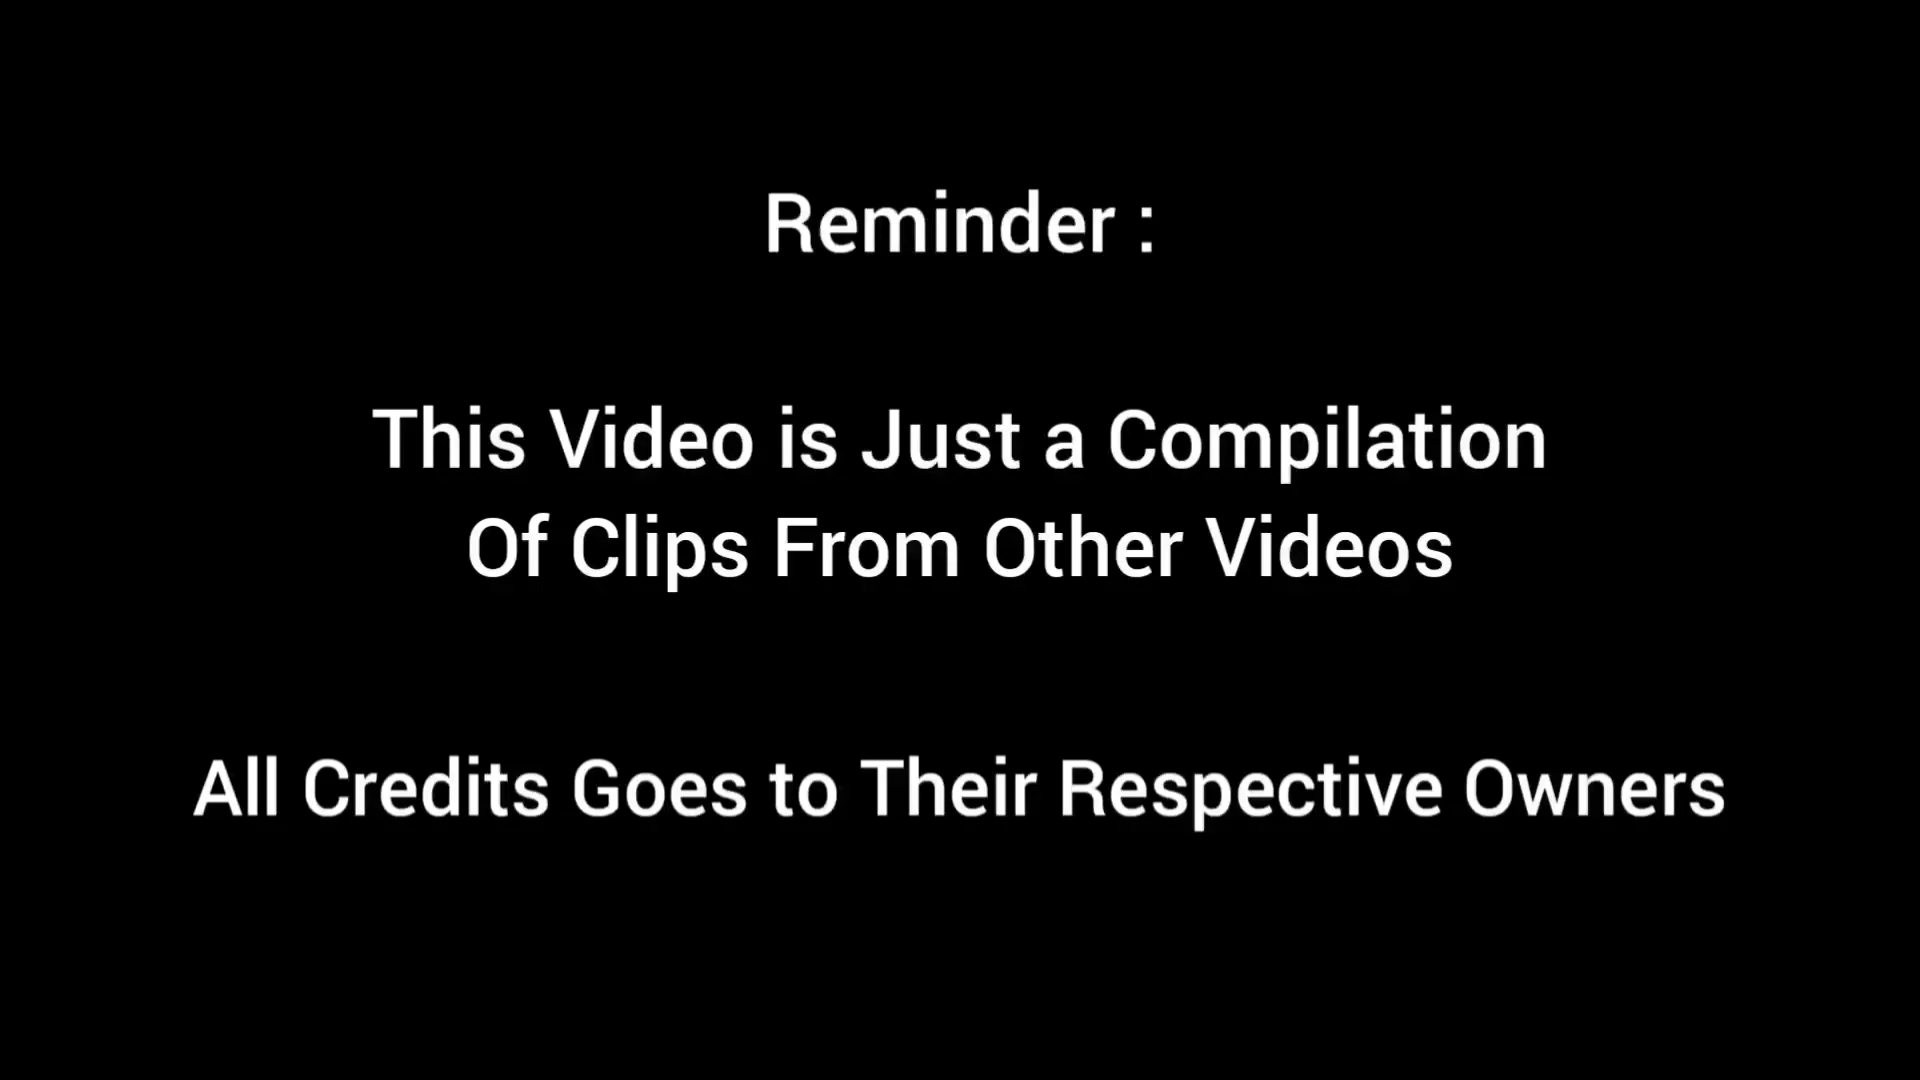 Reminder :
This Video is Just a Compilation
Of Clips From Other Videos
All Credits Goes to Their Respective Owners